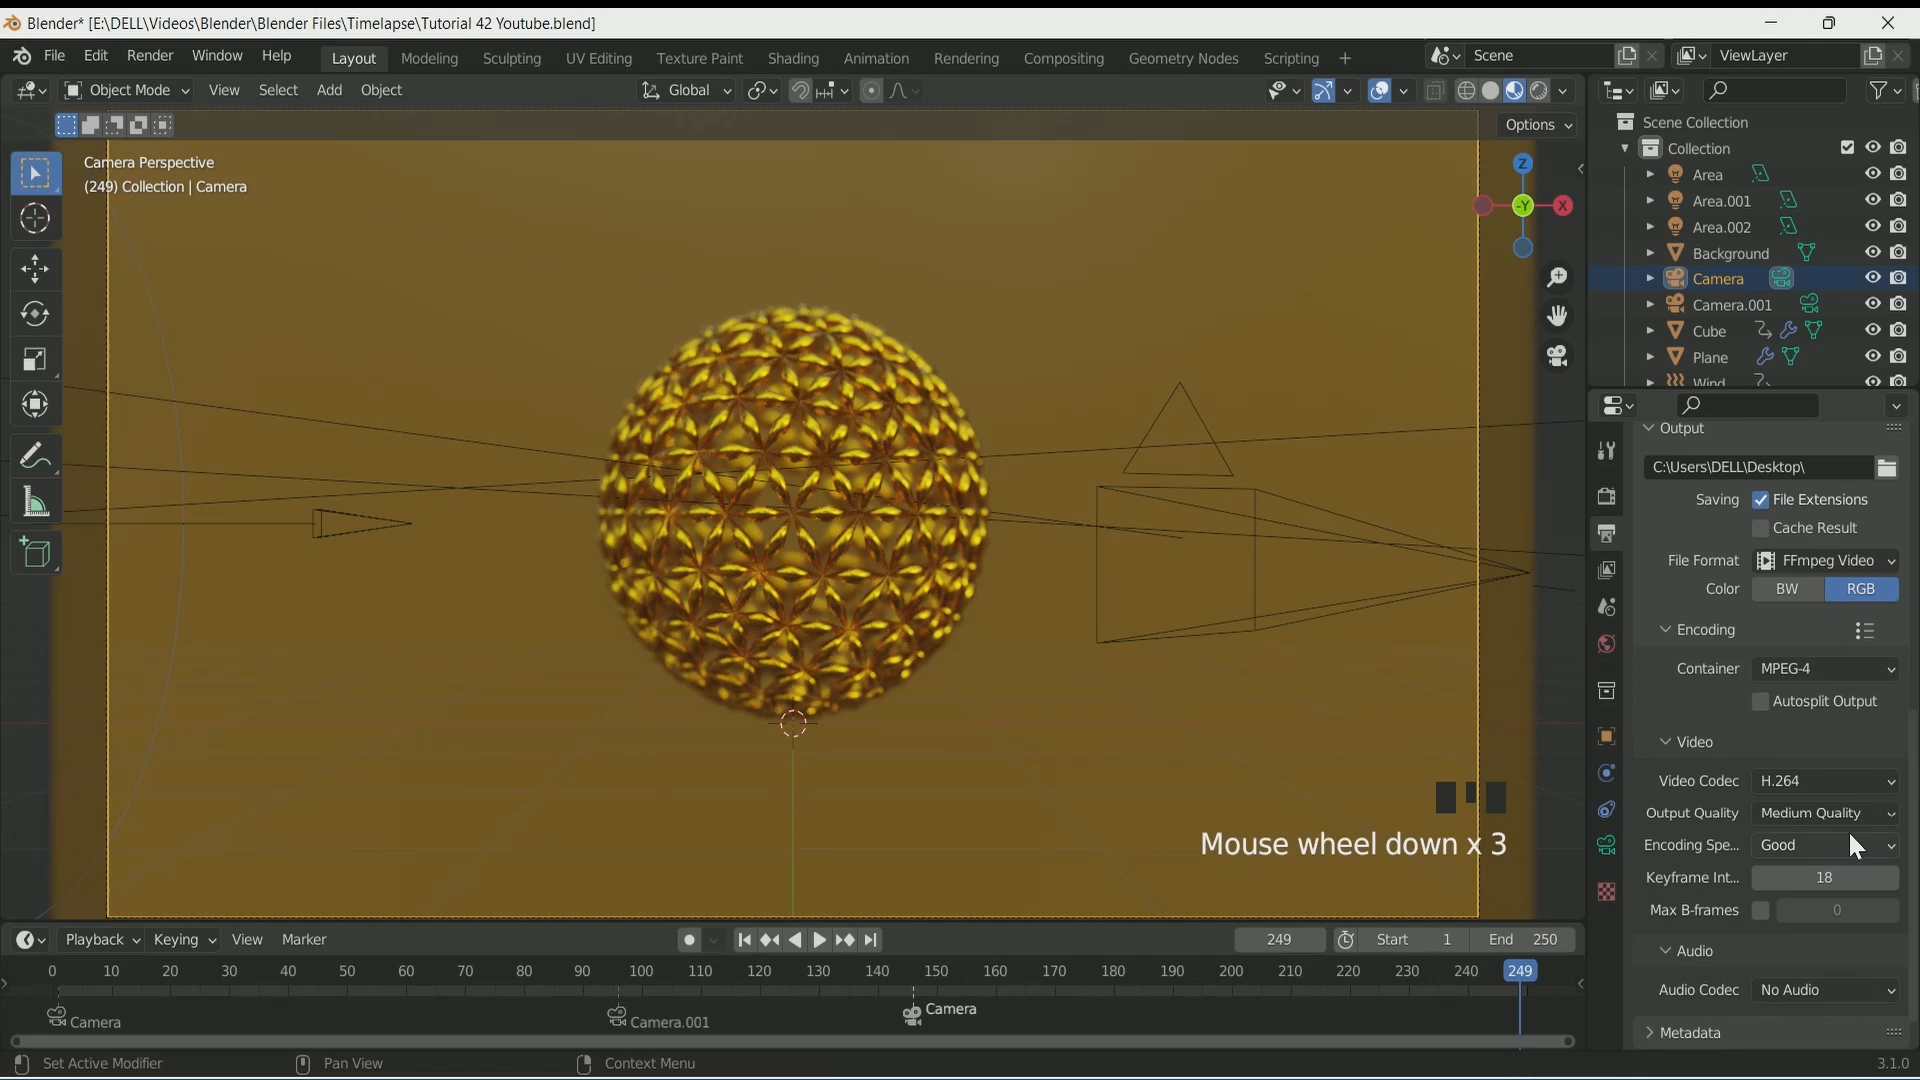 Blender* [E:\DELL\Videos\Blender\Blender Files\Timelapse\Tutorial 42 Youtube.blend]
File Edit Render Window Help Layout Modeling Sculpting UV Editing Texture Paint Shading Animation Rendering Compositing Geometry Nodes Scripting + Scene ViewLayer
Object Mode View Select Add Object Global
Options
Camera Perspective
(249) Collection | Camera
Z
-Y
X
Mouse wheel down x 3
Scene Collection
Collection
Area
Area.001
Area.002
Background
Camera
Camera.001
Cube
Plane
Wind
Output
C:\Users\DELL\Desktop\
Saving File Extensions
Cache Result
File Format FFmpeg Video
Color BW RGB
Encoding
Container MPEG-4
Autosplit Output
Video
Video Codec H.264
Output Quality Medium Quality
Encoding Spe... Good
Keyframe Int... 18
Max B-frames 0
Audio
Audio Codec No Audio
Metadata
Playback Keying View Marker 249 Start 1 End 250
0 10 20 30 40 50 60 70 80 90 100 110 120 130 140 150 160 170 180 190 200 210 220 230 240 249
Camera Camera.001 Camera
Set Active Modifier Pan View Context Menu 3.1.0